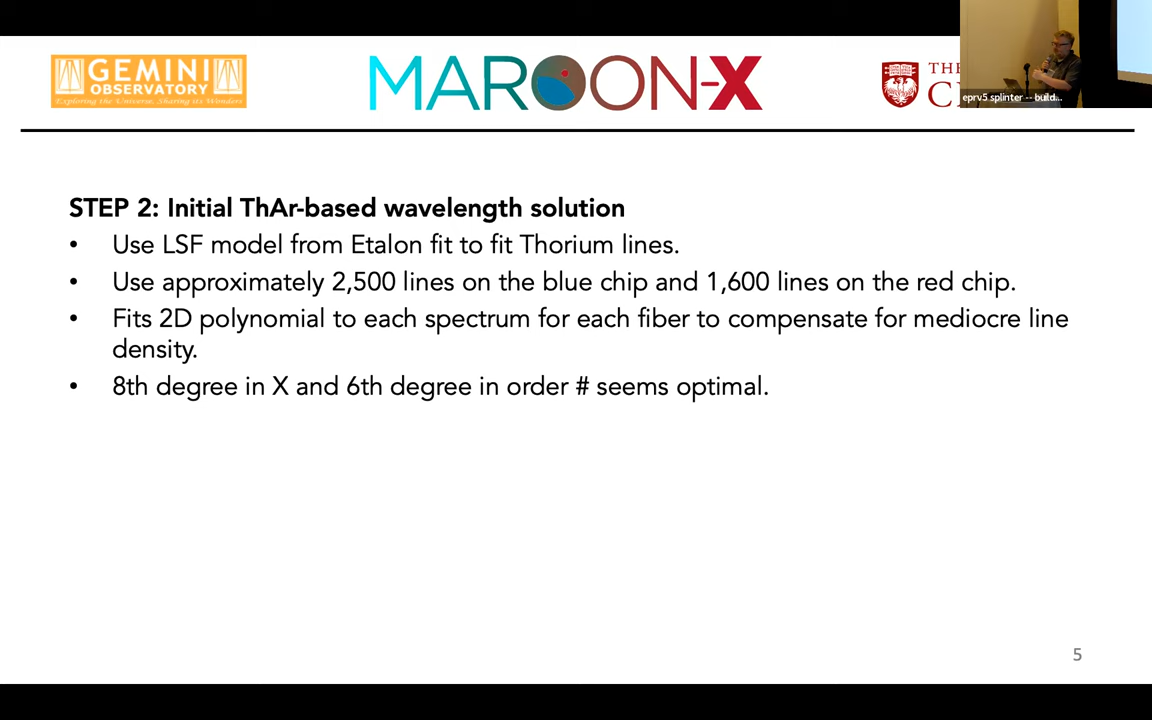 GEMINI
OBSERVATORY
Exploring the Universe, Sharing its Wonders
MAROON-X
THE
C
eprv5 splinter -- build...
STEP 2: Initial ThAr-based wavelength solution
• Use LSF model from Etalon fit to fit Thorium lines.
• Use approximately 2,500 lines on the blue chip and 1,600 lines on the red chip.
• Fits 2D polynomial to each spectrum for each fiber to compensate for mediocre line
density.
• 8th degree in X and 6th degree in order # seems optimal.
5